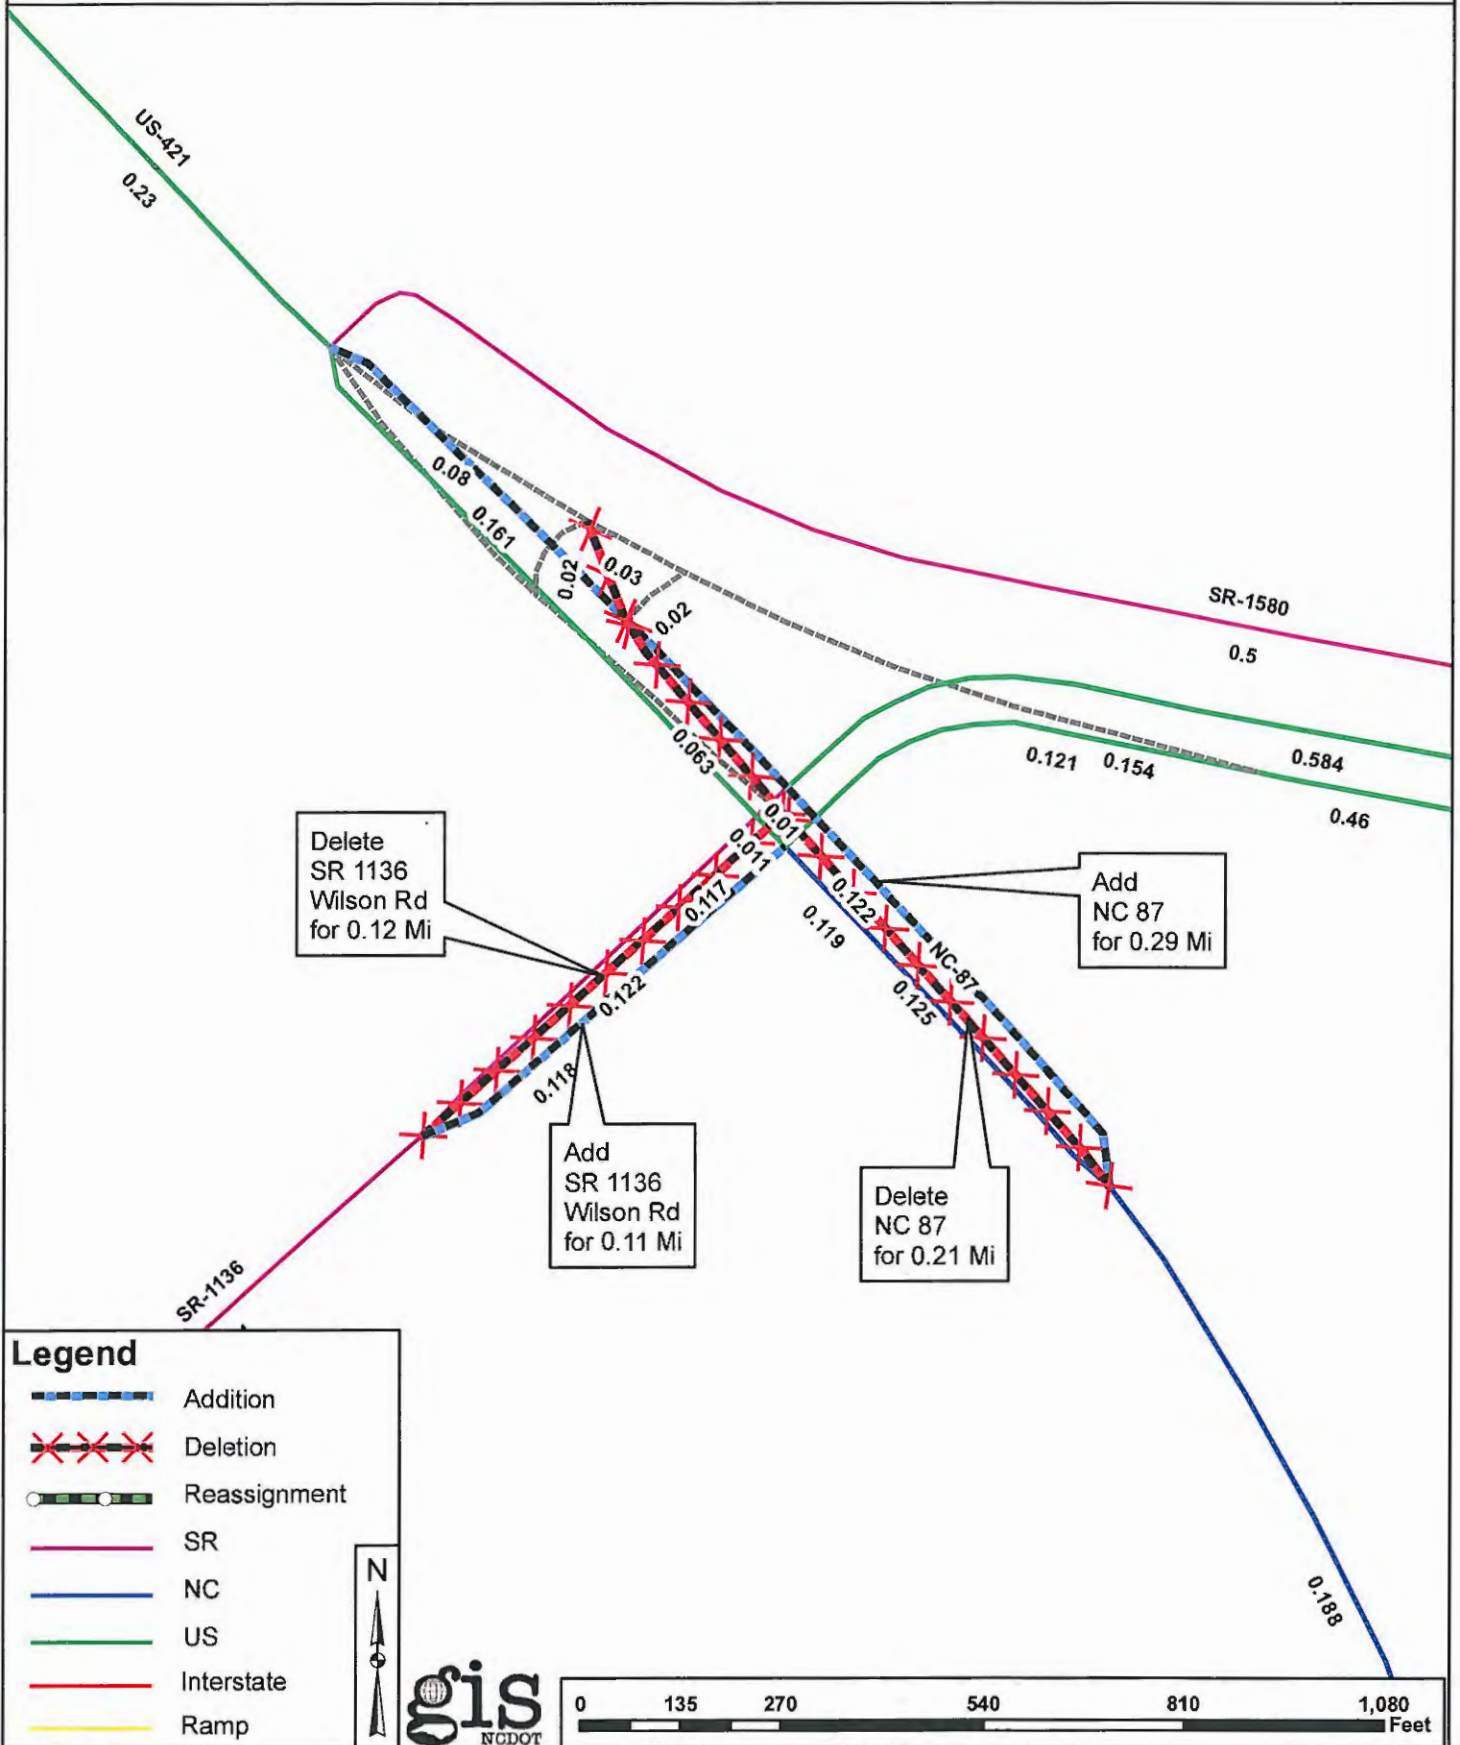 US-421
0.23
0.08
0.161
0.02
0.03
0.02
SR-1580
0.5
0.063
0.584
0.121
0.154
0.46
0.01
0.011
0.117
0.122
0.119
NC-87
0.125
0.122
0.118
Delete
SR 1136
Wilson Rd
for 0.12 Mi
Add
NC 87
for 0.29 Mi
Add
SR 1136
Wilson Rd
for 0.11 Mi
Delete
NC 87
for 0.21 Mi
SR-1136
0.188
Legend
Addition
Deletion
Reassignment
SR
NC
US
Interstate
Ramp
N
gis
NCDOT
0 135 270 540 810 1,080
Feet